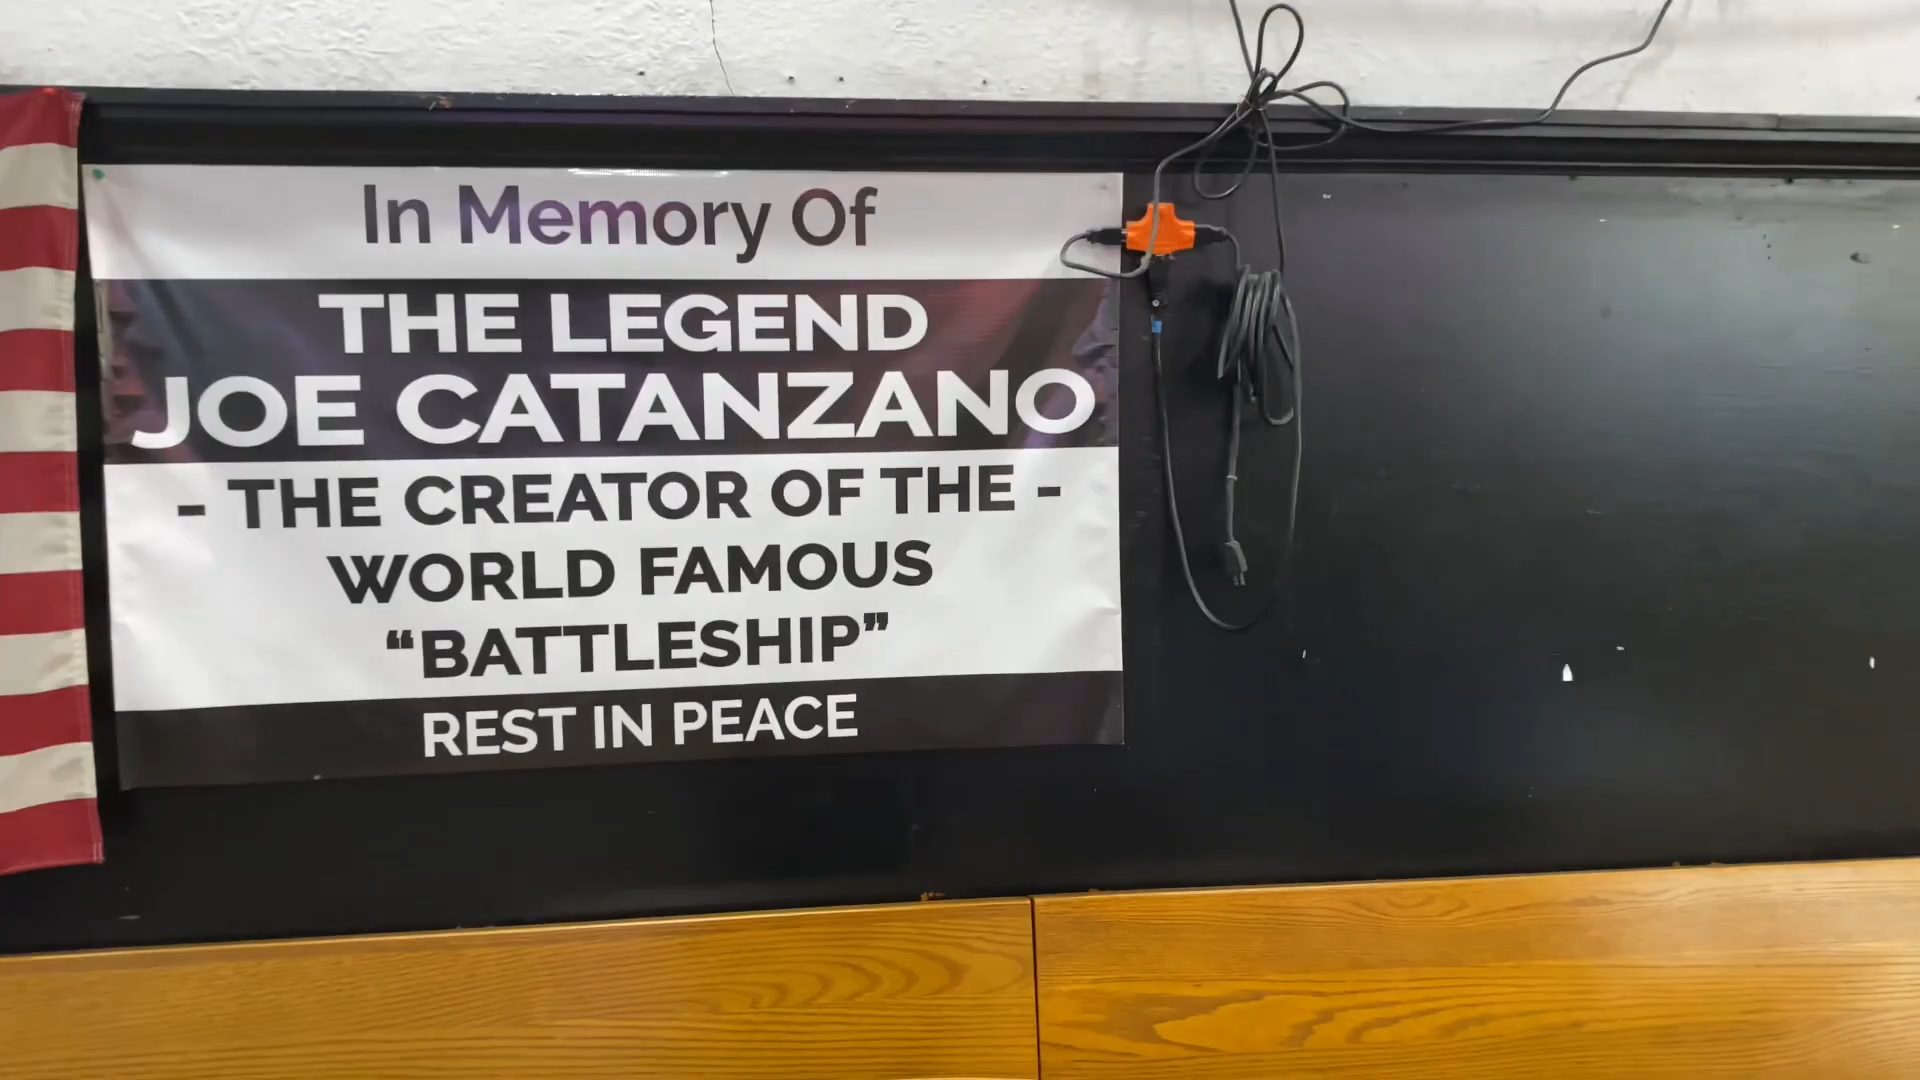 In Memory Of
THE LEGEND
JOE CATANZANO
- THE CREATOR OF THE -
WORLD FAMOUS
“BATTLESHIP”
REST IN PEACE